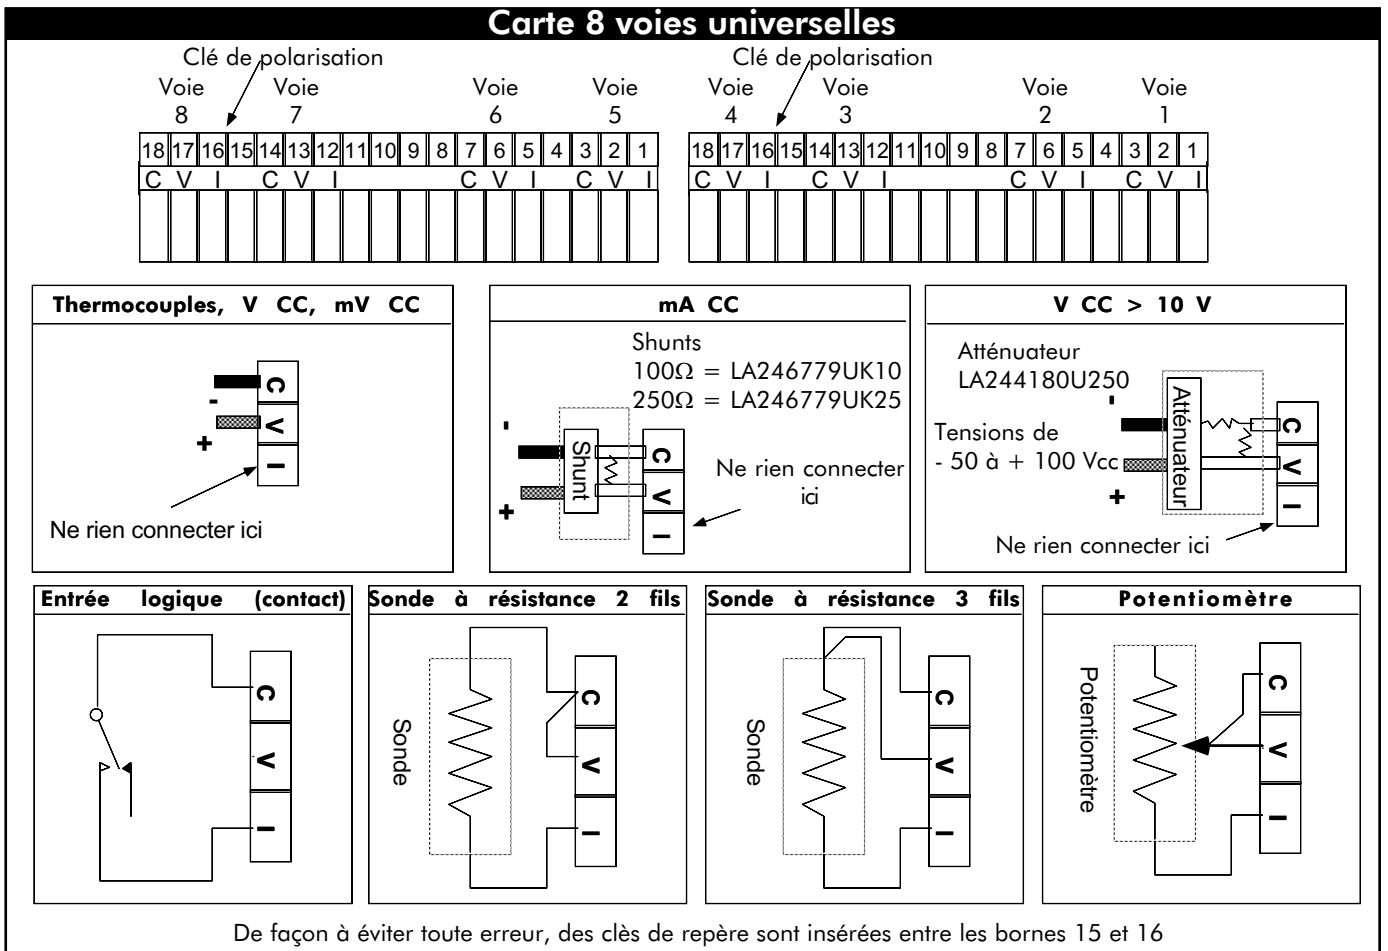 Carte 8 voies universelles
Clé de polarisation Clé de polarisation
Voie Voie Voie Voie Voie Voie Voie Voie
8 7 6 5 4 3 2 1
18 17 16 15 14 13 12 11 10 9 8 7 6 5 4 3 2 1 18 17 16 15 14 13 12 11 10 9 8 7 6 5 4 3 2 1
C V I C V I C V I C V I C V I C V I C V I C V I
Thermocouples, V CC, mV CC
C
-
V
+
I
Ne rien connecter ici
mA CC
Shunts
100Ω = LA246779UK10
250Ω = LA246779UK25
-
Shunt
C
V
+
I
Ne rien connecter
ici
V CC > 10 V
Atténuateur
LA244180U250
-
Atténuateur
C
Tensions de
- 50 à + 100 Vcc
V
+
I
Ne rien connecter ici
Entrée logique (contact)
C
V
I
Sonde à résistance 2 fils
Sonde
C
V
I
Sonde à résistance 3 fils
Sonde
C
V
I
Potentiomètre
Potentiomètre
C
V
I
De façon à éviter toute erreur, des clès de repère sont insérées entre les bornes 15 et 16